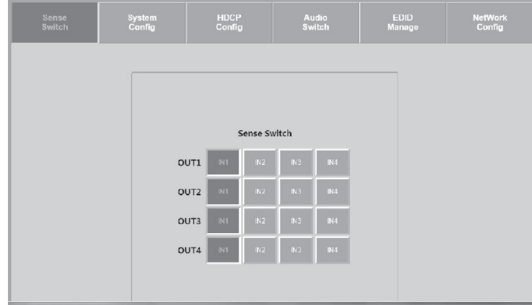 Sense Switch
System Config
HDCP Config
Audio Switch
EDID Manage
NetWork Config
Sense Switch
OUT1 IN1 IN2 IN3 IN4
OUT2 IN1 IN2 IN3 IN4
OUT3 IN1 IN2 IN3 IN4
OUT4 IN1 IN2 IN3 IN4